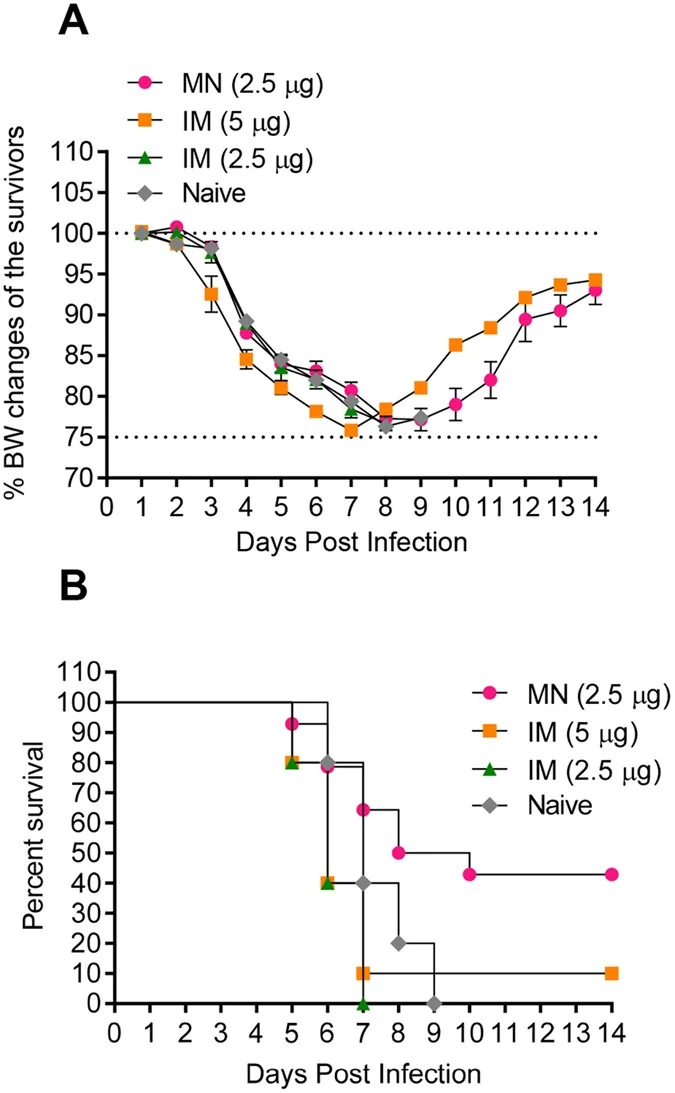 A
MN (2.5 µg)
IM (5 µg)
IM (2.5 µg)
Naive
% BW changes of the survivors
110
105
100
95
90
85
80
75
70
0 1 2 3 4 5 6 7 8 9 10 11 12 13 14
Days Post Infection
B
MN (2.5 µg)
IM (5 µg)
IM (2.5 µg)
Naive
Percent survival
110
100
90
80
70
60
50
40
30
20
10
0
0 1 2 3 4 5 6 7 8 9 10 11 12 13 14
Days Post Infection